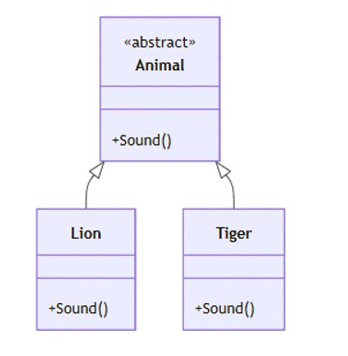 «abstract»
Animal
+Sound()
Lion
+Sound()
Tiger
+Sound()